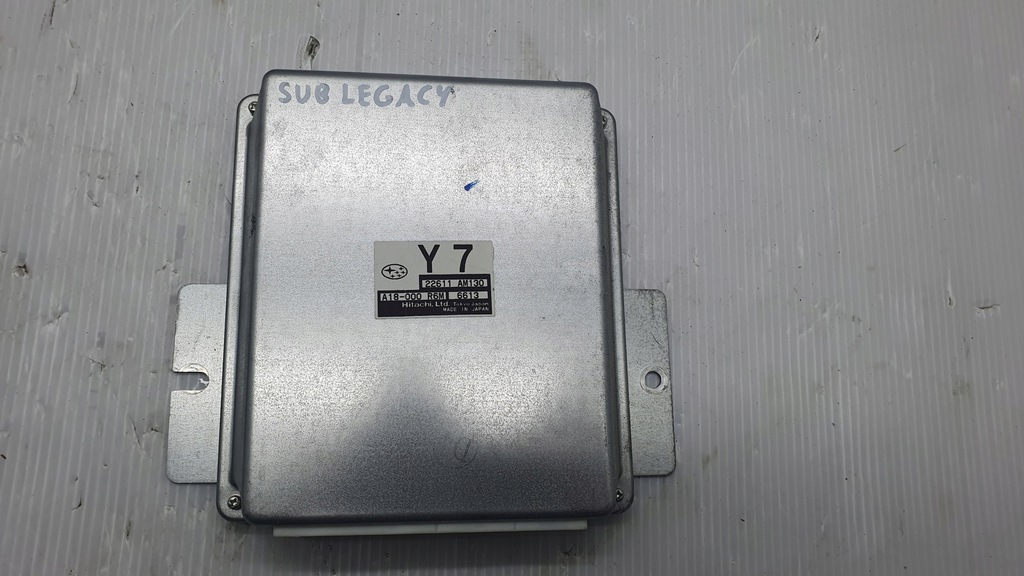 SUB LEGACY
Y 7
22611 AM130
A18-000 R6M 6613
Hitachi, Ltd. Tokyo Japan
MADE IN JAPAN